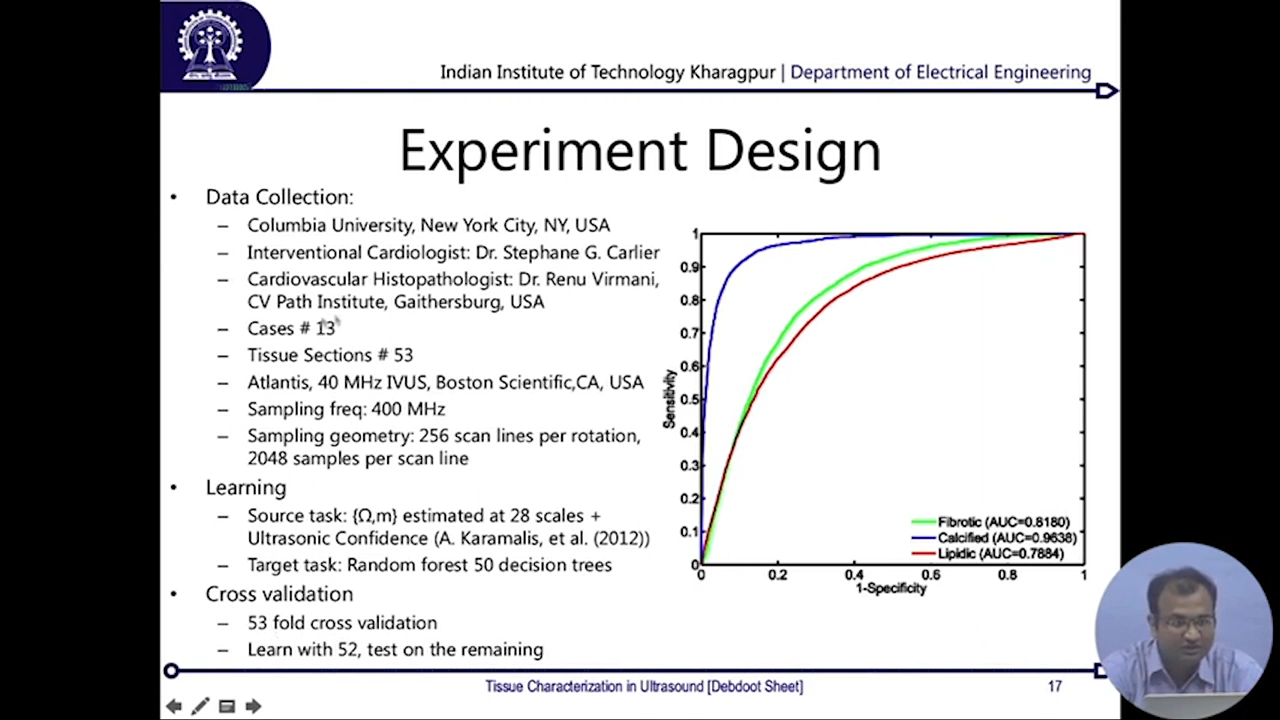 Indian Institute of Technology Kharagpur | Department of Electrical Engineering
Experiment Design
• Data Collection:
– Columbia University, New York City, NY, USA
– Interventional Cardiologist: Dr. Stephane G. Carlier
– Cardiovascular Histopathologist: Dr. Renu Virmani,
CV Path Institute, Gaithersburg, USA
– Cases # 13
– Tissue Sections # 53
– Atlantis, 40 MHz IVUS, Boston Scientific,CA, USA
– Sampling freq: 400 MHz
– Sampling geometry: 256 scan lines per rotation,
2048 samples per scan line
• Learning
– Source task: {Ω,m} estimated at 28 scales +
Ultrasonic Confidence (A. Karamalis, et al. (2012))
– Target task: Random forest 50 decision trees
• Cross validation
– 53 fold cross validation
– Learn with 52, test on the remaining
1
0.9
0.8
0.7
0.6
0.5
0.4
0.3
0.2
0.1
0
Sensitivity
0 0.2 0.4 0.6 0.8 1
1-Specificity
Fibrotic (AUC=0.8180)
Calcified (AUC=0.9638)
Lipidic (AUC=0.7884)
Tissue Characterization in Ultrasound [Debdoot Sheet]
17